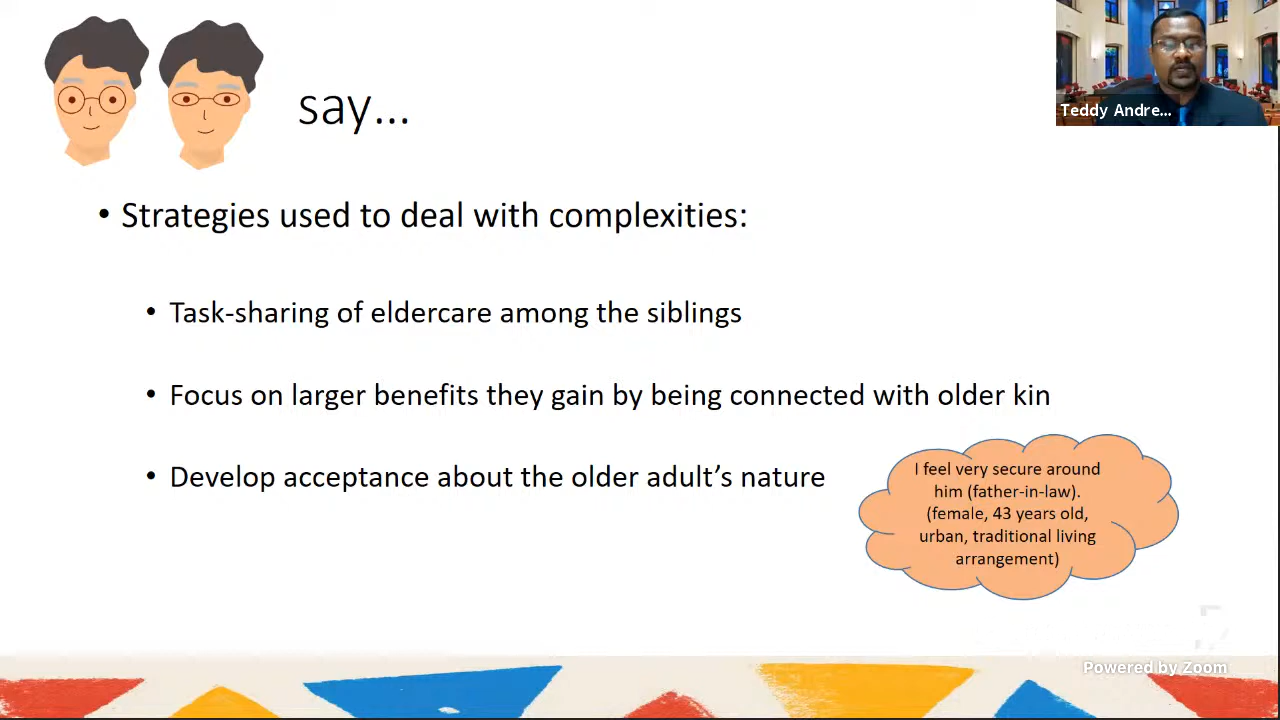 say...
Teddy Andre...
• Strategies used to deal with complexities:
• Task-sharing of eldercare among the siblings
• Focus on larger benefits they gain by being connected with older kin
• Develop acceptance about the older adult’s nature
I feel very secure around
him (father-in-law).
(female, 43 years old,
urban, traditional living
arrangement)
Powered by Zoom